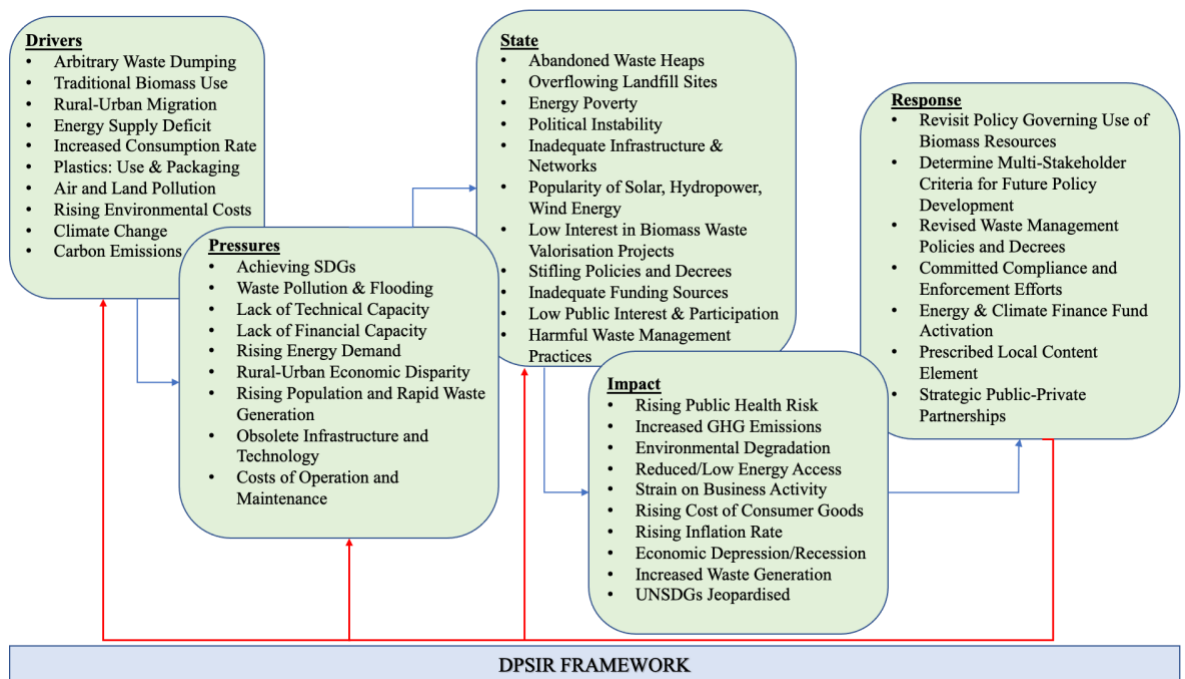 Drivers
• Arbitrary Waste Dumping
• Traditional Biomass Use
• Rural-Urban Migration
• Energy Supply Deficit
• Increased Consumption Rate
• Plastics: Use & Packaging
• Air and Land Pollution
• Rising Environmental Costs
• Climate Change
• Carbon Emissions
Pressures
• Achieving SDGs
• Waste Pollution & Flooding
• Lack of Technical Capacity
• Lack of Financial Capacity
• Rising Energy Demand
• Rural-Urban Economic Disparity
• Rising Population and Rapid Waste
Generation
• Obsolete Infrastructure and
Technology
• Costs of Operation and
Maintenance
State
• Abandoned Waste Heaps
• Overflowing Landfill Sites
• Energy Poverty
• Political Instability
• Inadequate Infrastructure &
Networks
• Popularity of Solar, Hydropower,
Wind Energy
• Low Interest in Biomass Waste
Valorisation Projects
• Stifling Policies and Decrees
• Inadequate Funding Sources
• Low Public Interest & Participation
• Harmful Waste Management
Practices
Impact
• Rising Public Health Risk
• Increased GHG Emissions
• Environmental Degradation
• Reduced/Low Energy Access
• Strain on Business Activity
• Rising Cost of Consumer Goods
• Rising Inflation Rate
• Economic Depression/Recession
• Increased Waste Generation
• UNSDGs Jeopardised
Response
• Revisit Policy Governing Use of
Biomass Resources
• Determine Multi-Stakeholder
Criteria for Future Policy
Development
• Revised Waste Management
Policies and Decrees
• Committed Compliance and
Enforcement Efforts
• Energy & Climate Finance Fund
Activation
• Prescribed Local Content
Element
• Strategic Public-Private
Partnerships
DPSIR FRAMEWORK